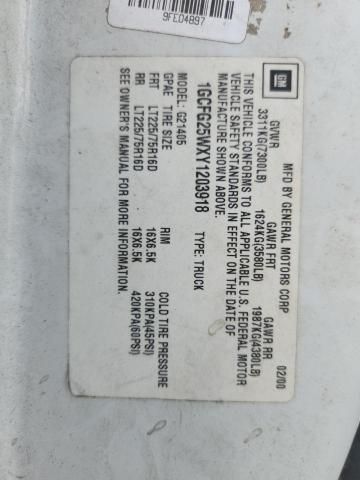 9FED4897
GM
MFD BY GENERAL MOTORS CORP
02/00
GVWR GAWR FRT GAWR RR
3311KG(7300LB) 1624KG(3580LB) 1987KG(4380LB)
THIS VEHICLE CONFORMS TO ALL APPLICABLE U.S. FEDERAL MOTOR
VEHICLE SAFETY STANDARDS IN EFFECT ON THE DATE OF
MANUFACTURE SHOWN ABOVE.
1GCFG25WXY1203918 TYPE: TRUCK
MODEL: G21405
GPAE TIRE SIZE RIM COLD TIRE PRESSURE
FRT LT225/75R16D 16X6.5K 310KPA(45PSI)
RR LT225/75R16D 16X6.5K 420KPA(60PSI)
SEE OWNER'S MANUAL FOR MORE INFORMATION.